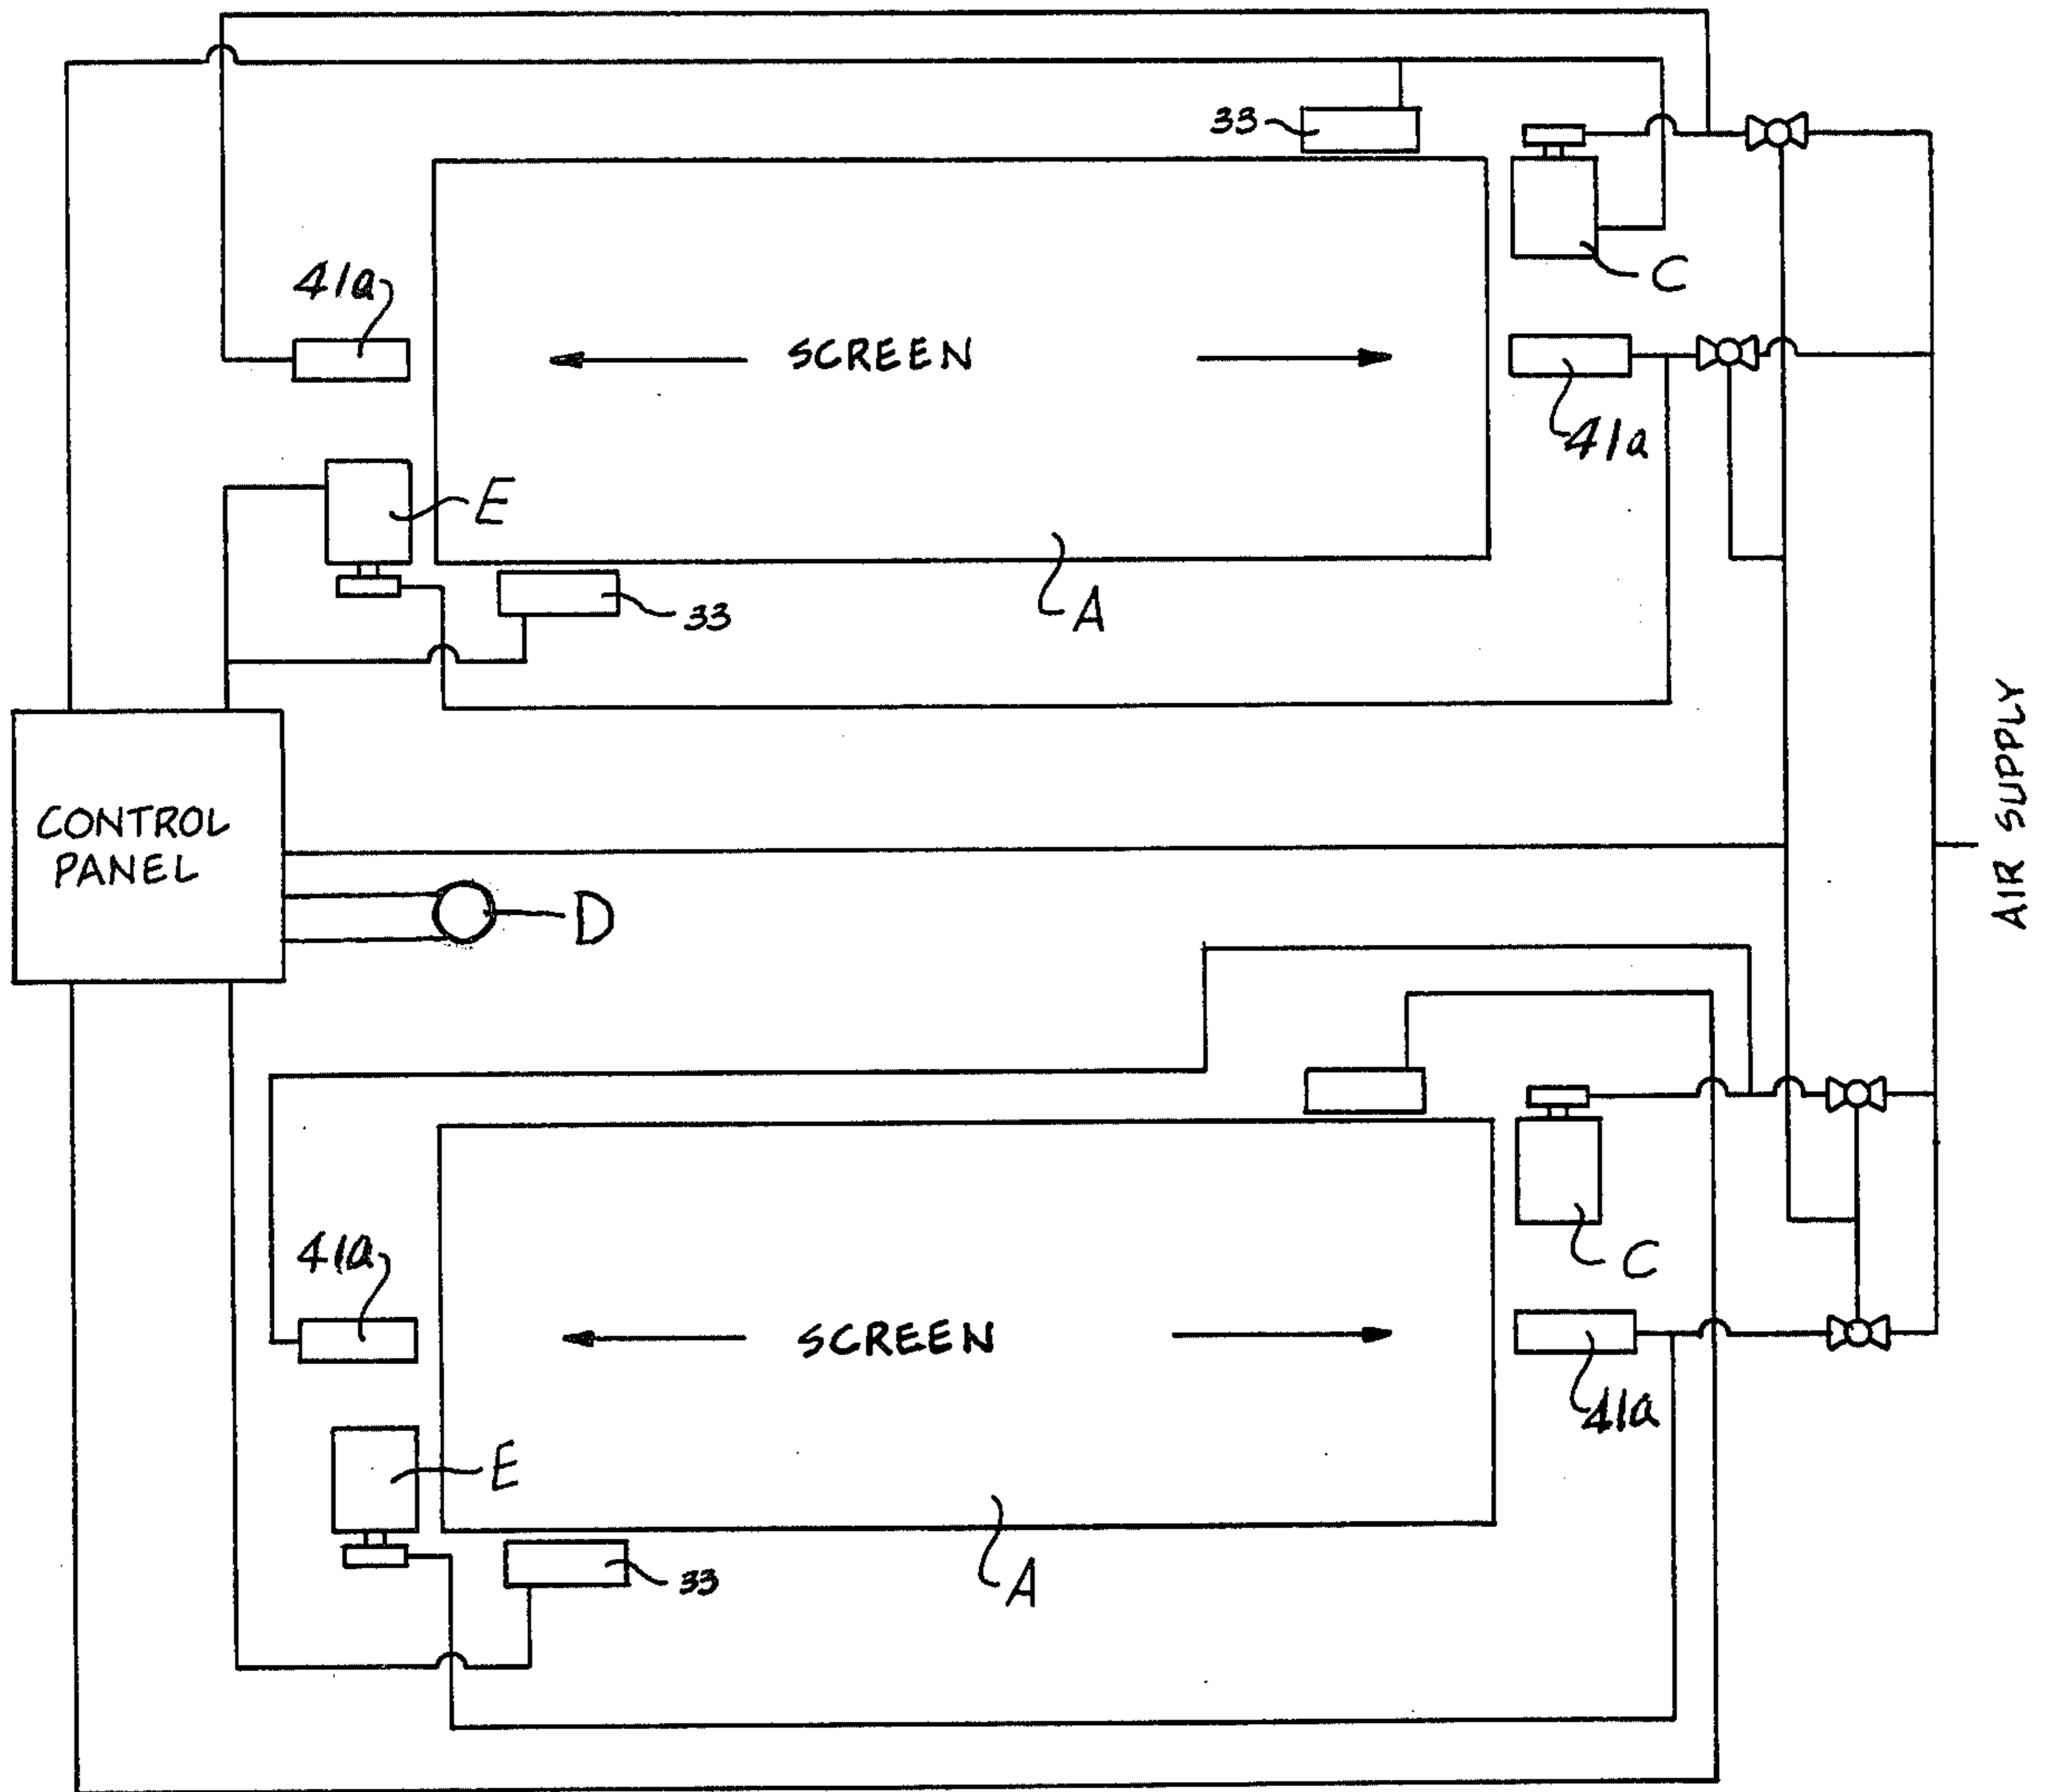 33
C
41a
SCREEN
41a
E
33
A
CONTROL
PANEL
D
AIR SUPPLY
C
41a
SCREEN
41a
E
A
33